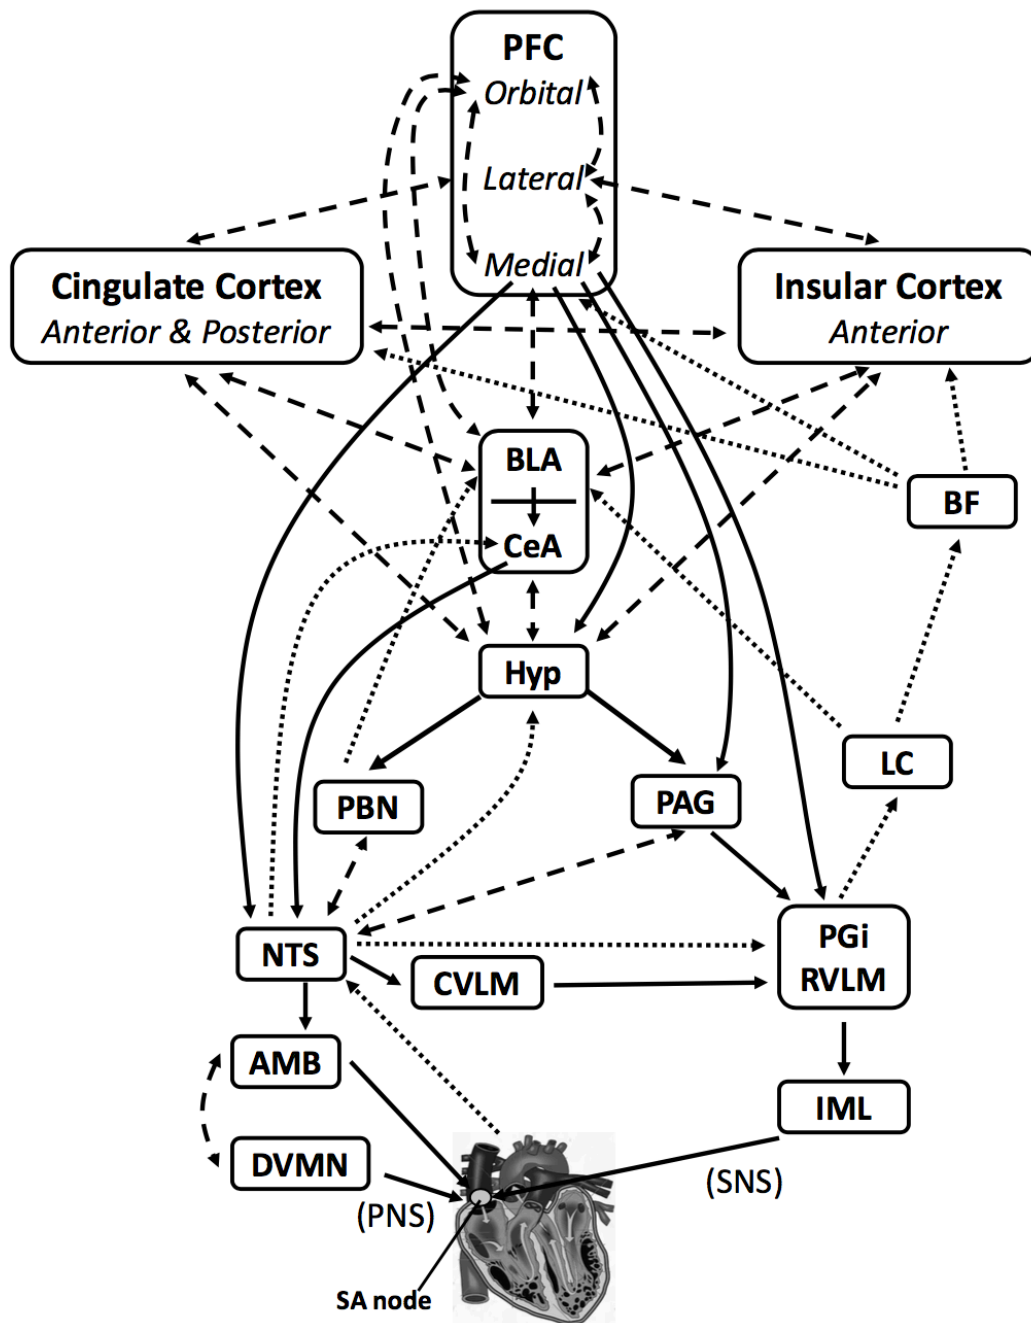 PFC
Orbital
Lateral
Medial
Cingulate Cortex
Anterior & Posterior
Insular Cortex
Anterior
BLA
CeA
BF
Hyp
LC
PBN
PAG
NTS
CVLM
PGi
RVLM
AMB
IML
DVMN
(PNS)
(SNS)
SA node